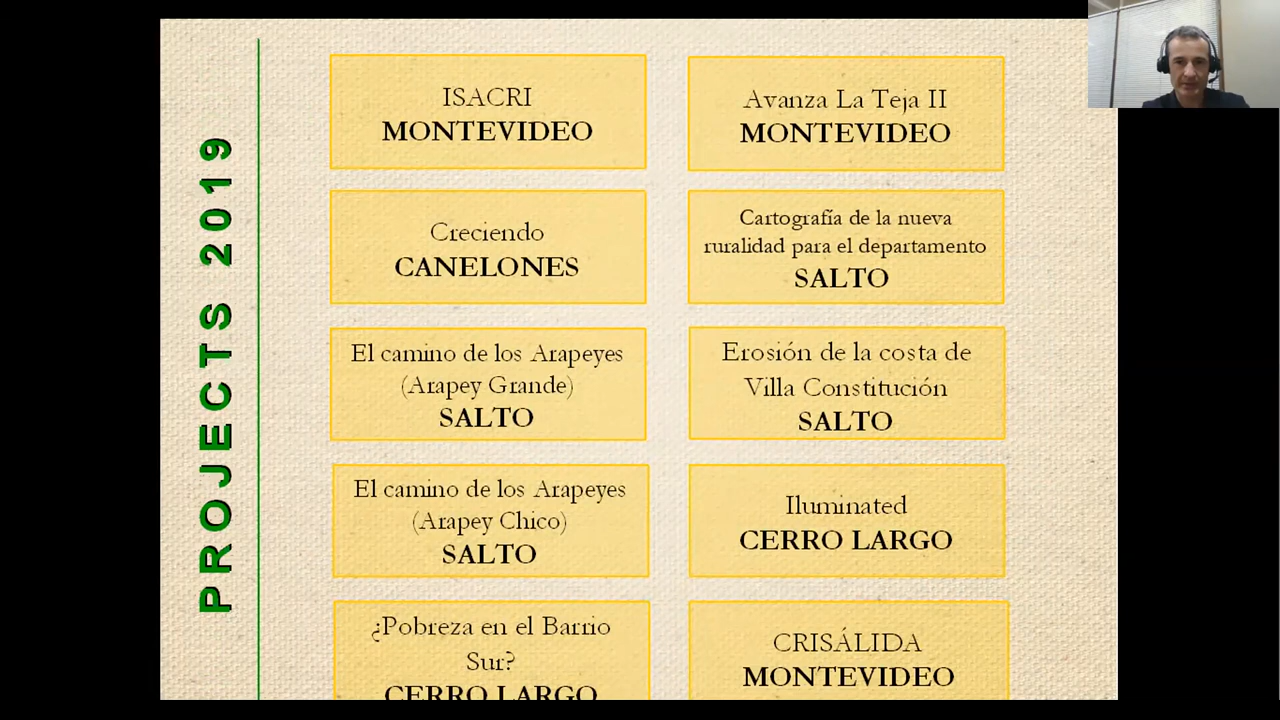 PROJECTS 2019
ISACRI
MONTEVIDEO
Avanza La Teja II
MONTEVIDEO
Creciendo
CANELONES
Cartografía de la nueva
ruralidad para el departamento
SALTO
El camino de los Arapeyes
(Arapey Grande)
SALTO
Erosión de la costa de
Villa Constitución
SALTO
El camino de los Arapeyes
(Arapey Chico)
SALTO
Iluminated
CERRO LARGO
¿Pobreza en el Barrio
Sur?
CERRO LARGO
CRISÁLIDA
MONTEVIDEO